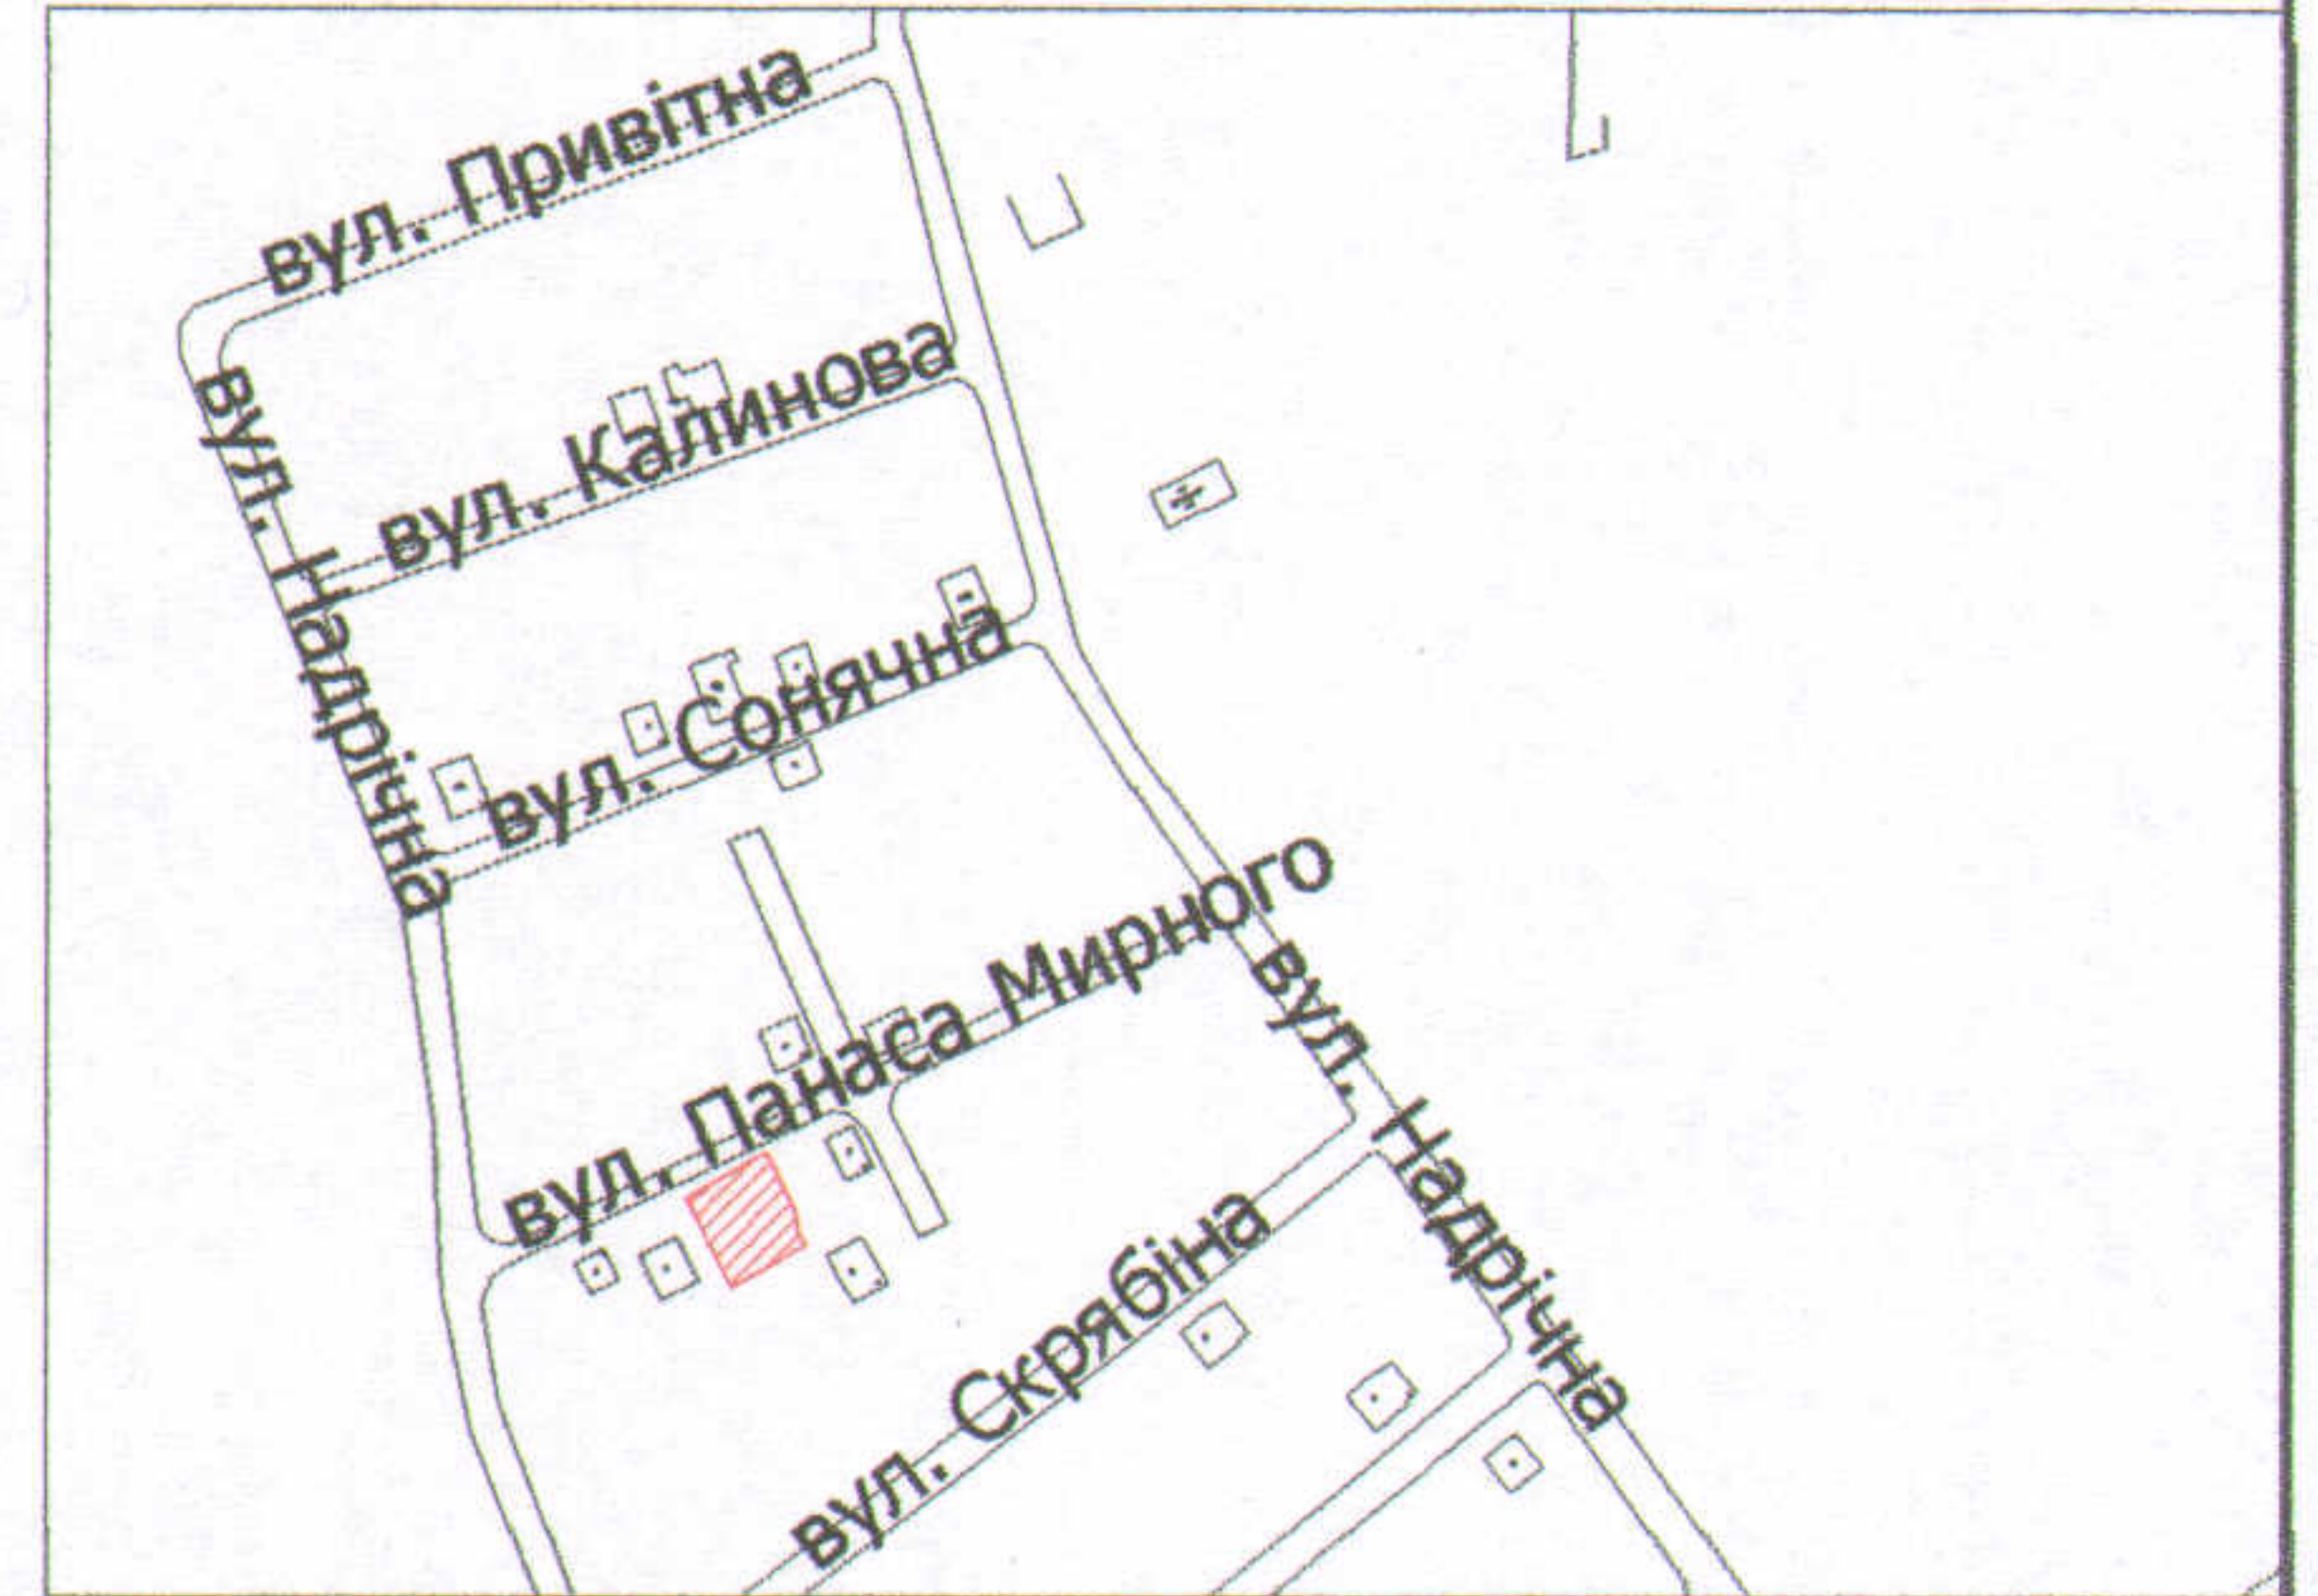 вул. Привітна
вул. Калинова
вул. Надрічна
вул. Сонячна
вул. Панаса Мирного
вул. Надрічна
вул. Скрябіна